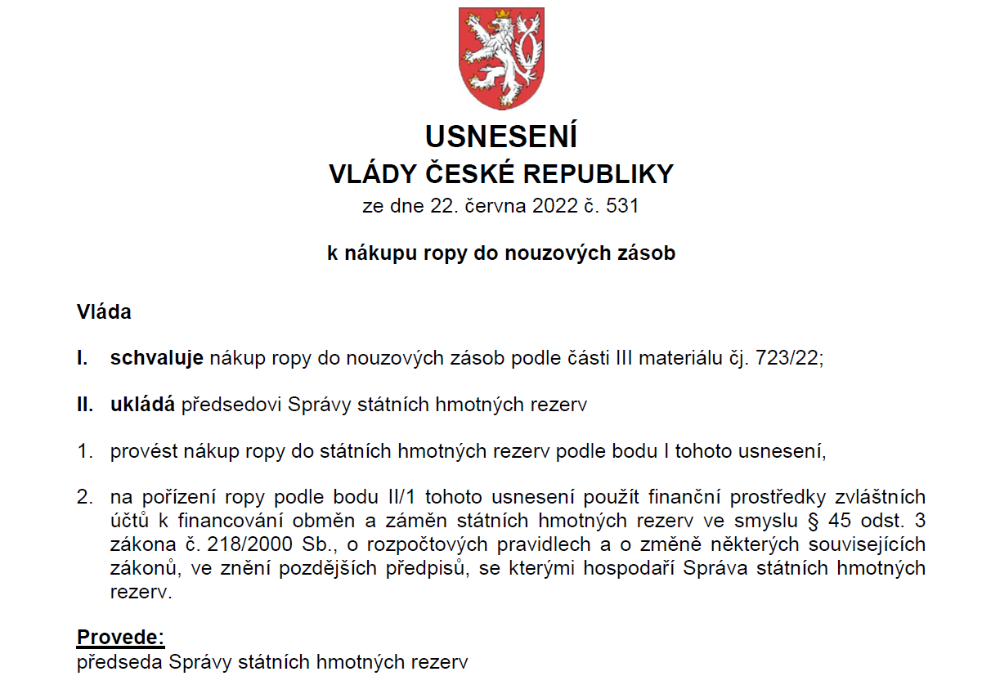 USNESENÍ
VLÁDY ČESKÉ REPUBLIKY
ze dne 22. června 2022 č. 531
k nákupu ropy do nouzových zásob
Vláda
I. schvaluje nákup ropy do nouzových zásob podle části III materiálu čj. 723/22;
II. ukládá předsedovi Správy státních hmotných rezerv
1. provést nákup ropy do státních hmotných rezerv podle bodu I tohoto usnesení,
2. na pořízení ropy podle bodu II/1 tohoto usnesení použít finanční prostředky zvláštních
účtů k financování obměn a záměn státních hmotných rezerv ve smyslu § 45 odst. 3
zákona č. 218/2000 Sb., o rozpočtových pravidlech a o změně některých souvisejících
zákonů, ve znění pozdějších předpisů, se kterými hospodaří Správa státních hmotných
rezerv.
Provede:
předseda Správy státních hmotných rezerv